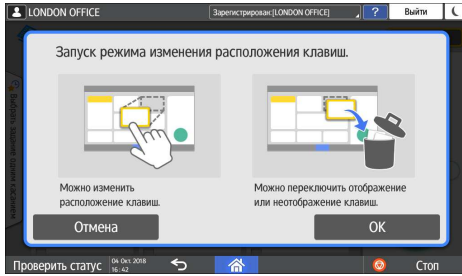 LONDON OFFICE
Зарегистрирован:[LONDON OFFICE]
?
Выйти
Запуск режима изменения расположения клавиш.
Можно изменить
расположение клавиш.
Можно переключить отображение
или неотображение клавиш.
Отмена
OK
Проверить статус
04 Окт. 2018
16:42
Стоп